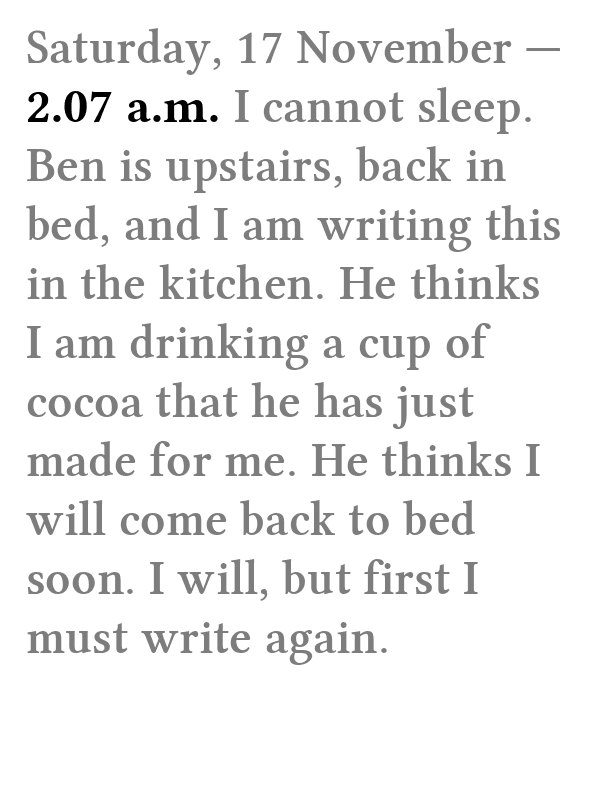 Saturday, 17 November —
2.07 a.m. I cannot sleep.
Ben is upstairs, back in
bed, and I am writing this
in the kitchen. He thinks
I am drinking a cup of
cocoa that he has just
made for me. He thinks I
will come back to bed
soon. I will, but first I
must write again.